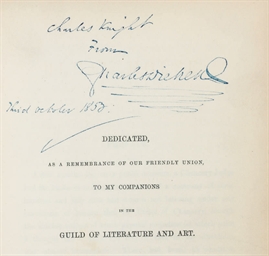 Charles Knight
From
Charles Dickens
Third October 1853.
DEDICATED,
AS A REMEMBRANCE OF OUR FRIENDLY UNION,
TO MY COMPANIONS
IN THE
GUILD OF LITERATURE AND ART.